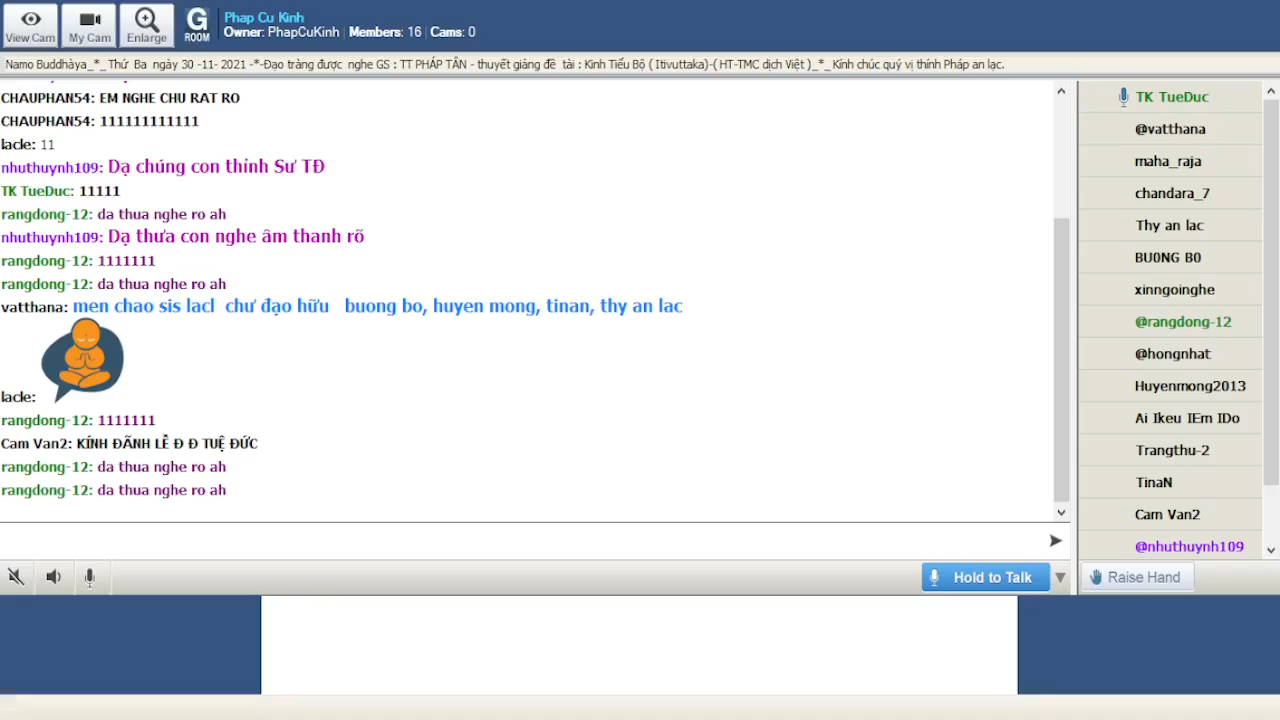 View Cam
My Cam
Enlarge
G
ROOM
Phap Cu Kinh
Owner: PhapCuKinh | Members: 16 | Cams: 0
Namo Buddhàya_*_Thứ Ba ngày 30 -11- 2021 -*-Đạo tràng được nghe GS : TT PHÁP TÂN - thuyết giảng đề tài : Kinh Tiểu Bộ ( Itivuttaka)-( HT-TMC dịch Việt )_*_Kính chúc quý vị thính Pháp an lạc.
CHAUPHAN54: EM NGHE CHU RAT RO
CHAUPHAN54: 111111111111
lacle: 11
nhuthuynh109: Dạ chúng con thỉnh Sư TĐ
TK TueDuc: 11111
rangdong-12: da thua nghe ro ah
nhuthuynh109: Dạ thưa con nghe âm thanh rõ
rangdong-12: 1111111
rangdong-12: da thua nghe ro ah
vatthana: men chao sis lacl chư đạo hữu buong bo, huyen mong, tinan, thy an lac
lacle:
rangdong-12: 1111111
Cam Van2: KÍNH ĐÃNH LỄ Đ Đ TUỆ ĐỨC
rangdong-12: da thua nghe ro ah
rangdong-12: da thua nghe ro ah
TK TueDuc
@vatthana
maha_raja
chandara_7
Thy an lac
BU0NG B0
xinngoinghe
@rangdong-12
@hongnhat
Huyenmong2013
Ai Ikeu IEm IDo
Trangthu-2
TinaN
Cam Van2
@nhuthuynh109
Hold to Talk
Raise Hand